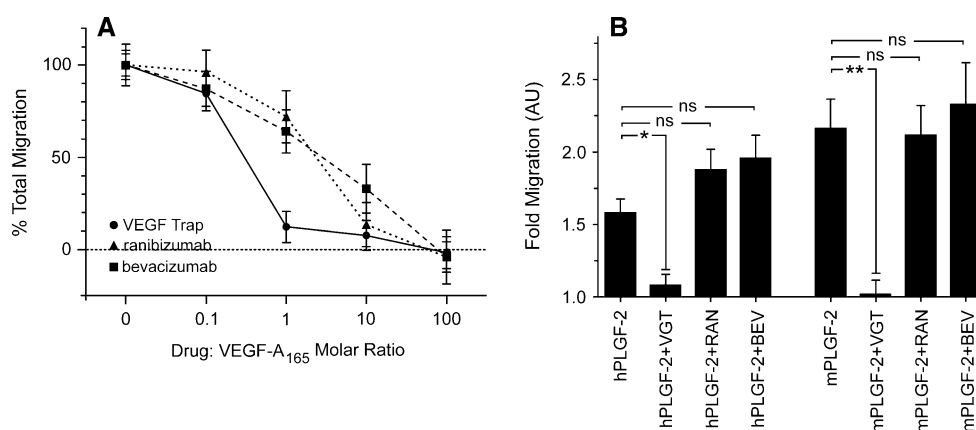 A
% Total Migration
100
50
0
VEGF Trap
ranibizumab
bevacizumab
0 0.1 1 10 100
Drug: VEGF-A165 Molar Ratio
B
Fold Migration (AU)
2.5
2.0
1.5
1.0
ns
ns
*
ns
ns
**
hPLGF-2
hPLGF-2+VGT
hPLGF-2+RAN
hPLGF-2+BEV
mPLGF-2
mPLGF-2+VGT
mPLGF-2+RAN
mPLGF-2+BEV